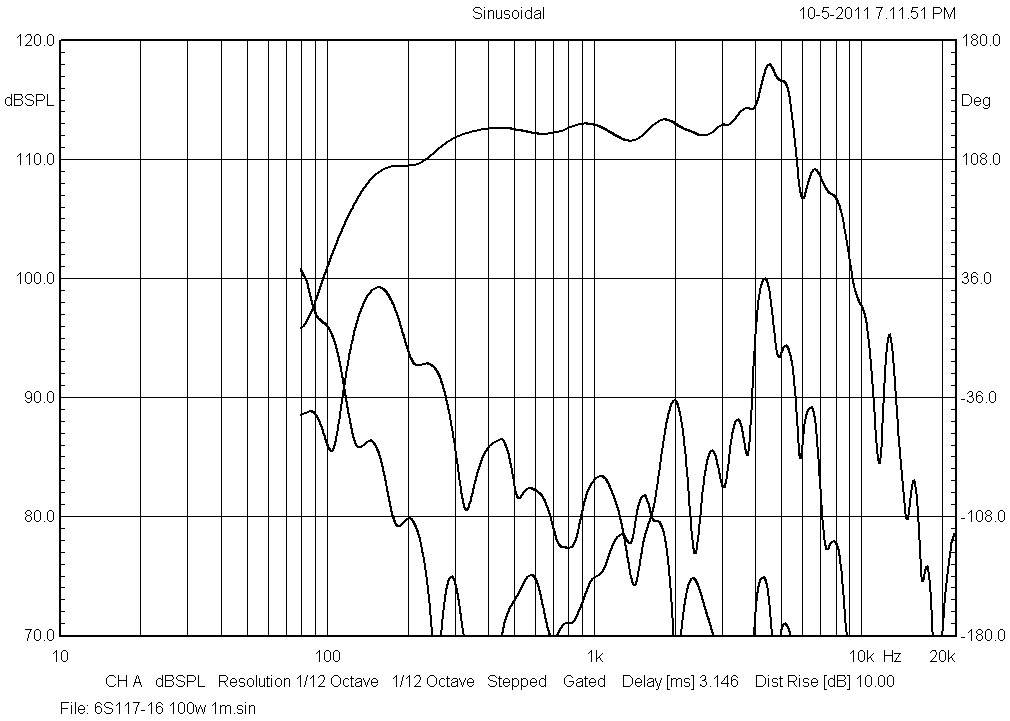 Sinusoidal 10-5-2011 7.11.51 PM
120.0 180.0
dBSPL Deg
110.0 108.0
100.0 36.0
90.0 -36.0
80.0 -108.0
70.0 -180.0
10 100 1k 10k Hz 20k
CH A dBSPL Resolution 1/12 Octave 1/12 Octave Stepped Gated Delay [ms] 3.146 Dist Rise [dB] 10.00
File: 6S117-16 100w 1m.sin